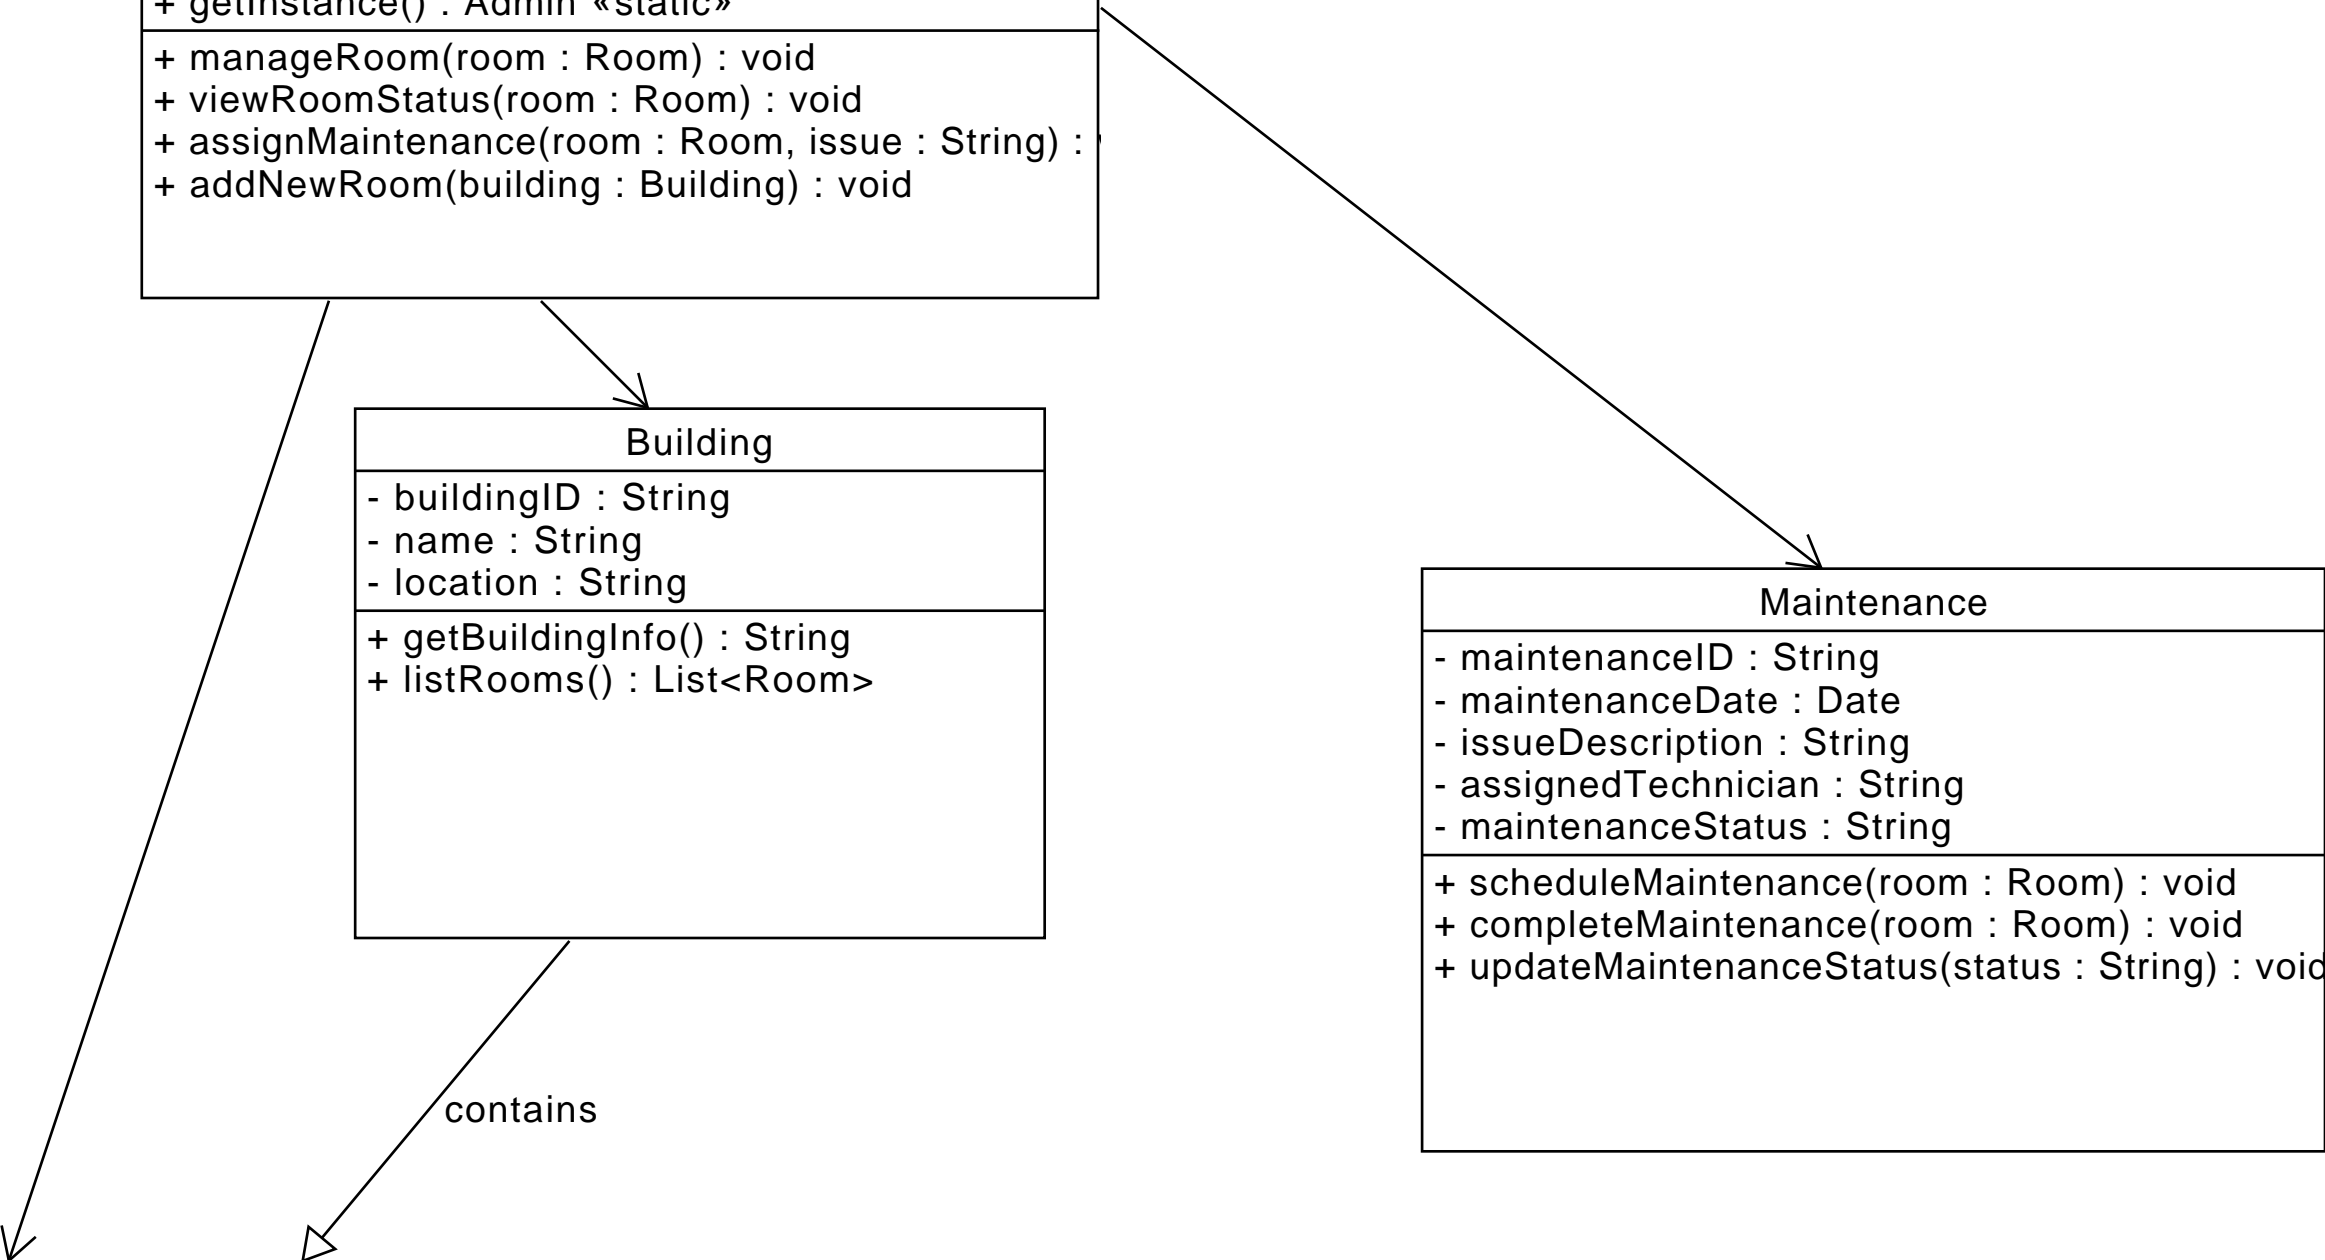 + getInstance() : Admin «static»
+ manageRoom(room : Room) : void
+ viewRoomStatus(room : Room) : void
+ assignMaintenance(room : Room, issue : String) :
+ addNewRoom(building : Building) : void
Building
- buildingID : String
- name : String
- location : String
+ getBuildingInfo() : String
+ listRooms() : List<Room>
Maintenance
- maintenanceID : String
- maintenanceDate : Date
- issueDescription : String
- assignedTechnician : String
- maintenanceStatus : String
+ scheduleMaintenance(room : Room) : void
+ completeMaintenance(room : Room) : void
+ updateMaintenanceStatus(status : String) : void
contains